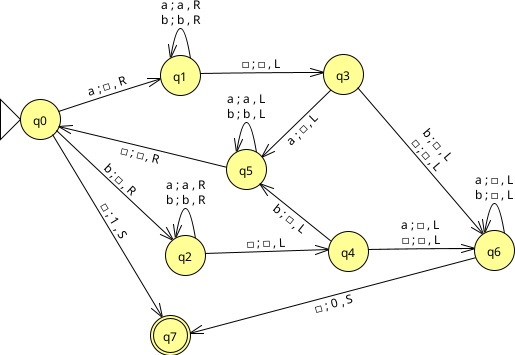 a ; a , R
b ; b , R
q1
□ ; □ , L
q3
a ; □ , R
q0
a ; a , L
b ; b , L
q5
a ; □ , L
□ ; □ , R
b ; □ , L
□ ; □ , L
b ; □ , R
a ; a , R
b ; b , R
q2
□ ; □ , L
b ; □ , L
q4
a ; □ , L
□ ; □ , L
a ; □ , L
b ; □ , L
q6
□ ; 1 , S
□ ; 0 , S
q7